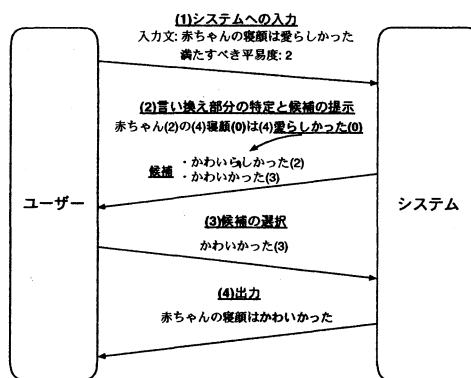 (1)システムへの入力
入力文: 赤ちゃんの寝顔は愛らしかった
満たすべき平易度: 2
(2)言い換え部分の特定と候補の提示
赤ちゃん(2)の(4)寝顔(0)は(4)愛らしかった(0)
候補 ・かわいらしかった(2)
・かわいかった(3)
ユーザー
システム
(3)候補の選択
かわいかった(3)
(4)出力
赤ちゃんの寝顔はかわいかった